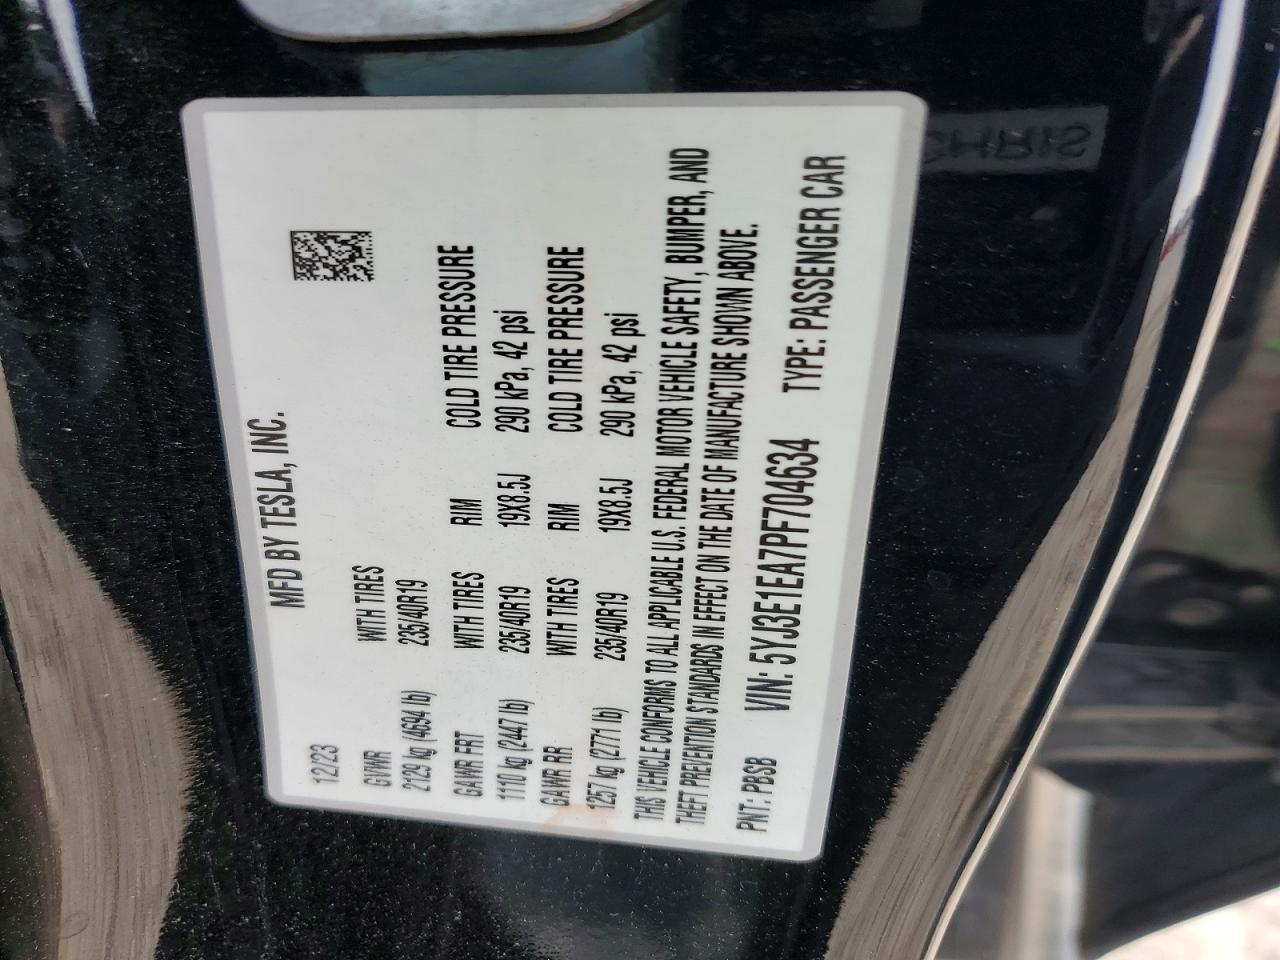 MFD BY TESLA, INC.
12/23
GVWR WITH TIRES
2129 kg (4694 lb) 235/40R19
GAWR FRT WITH TIRES RIM COLD TIRE PRESSURE
1110 kg (2447 lb) 235/40R19 19X8.5J 290 kPa, 42 psi
GAWR RR WITH TIRES RIM COLD TIRE PRESSURE
1257 kg (2771 lb) 235/40R19 19X8.5J 290 kPa, 42 psi
THIS VEHICLE CONFORMS TO ALL APPLICABLE U.S. FEDERAL MOTOR VEHICLE SAFETY, BUMPER, AND
THEFT PREVENTION STANDARDS IN EFFECT ON THE DATE OF MANUFACTURE SHOWN ABOVE.
PNT: PBSB VIN: 5YJ3E1EA7PF704634 TYPE: PASSENGER CAR
CHRIS